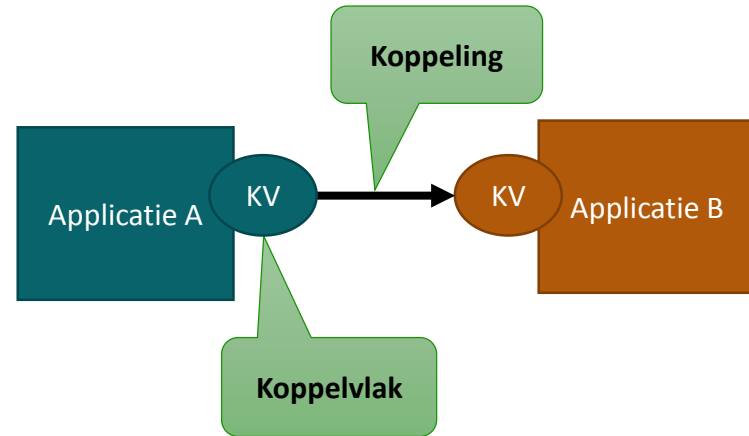 Koppeling
Applicatie A
KV
KV
Applicatie B
Koppelvlak